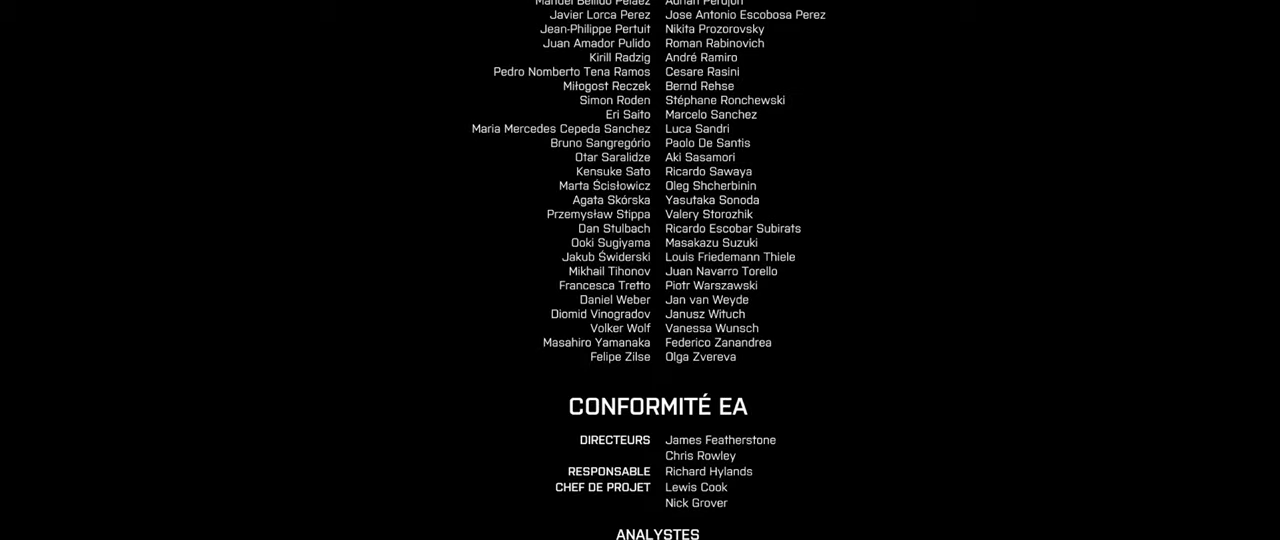 Manuel Bellido Peláez Adrián Perujón
Javier Lorca Perez Jose Antonio Escobosa Perez
Jean-Philippe Pertuit Nikita Prozorovsky
Juan Amador Pulido Roman Rabinovich
Kirill Radzig André Ramiro
Pedro Nomberto Tena Ramos Cesare Rasini
Miłogost Reczek Bernd Rehse
Simon Roden Stéphane Ronchewski
Eri Saito Marcelo Sanchez
Maria Mercedes Cepeda Sanchez Luca Sandri
Bruno Sangregório Paolo De Santis
Otar Saralidze Aki Sasamori
Kensuke Sato Ricardo Sawaya
Marta Ścisłowicz Oleg Shcherbinin
Agata Skórska Yasutaka Sonoda
Przemysław Stippa Valery Storozhik
Dan Stulbach Ricardo Escobar Subirats
Ooki Sugiyama Masakazu Suzuki
Jakub Świderski Louis Friedemann Thiele
Mikhail Tihonov Juan Navarro Torello
Francesca Tretto Piotr Warszawski
Daniel Weber Jan van Weyde
Diomid Vinogradov Janusz Wituch
Volker Wolf Vanessa Wunsch
Masahiro Yamanaka Federico Zanandrea
Felipe Zilse Olga Zvereva
CONFORMITÉ EA
DIRECTEURS James Featherstone
Chris Rowley
RESPONSABLE Richard Hylands
CHEF DE PROJET Lewis Cook
Nick Grover
ANALYSTES